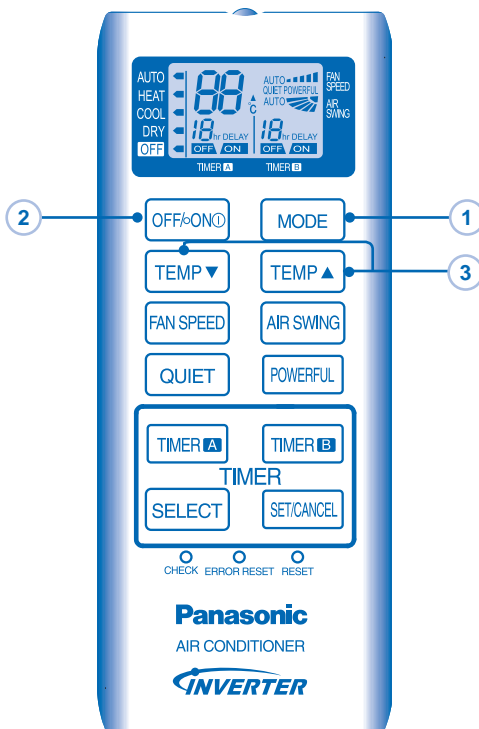 AUTO
HEAT
COOL
DRY
OFF
88
°C
AUTO
QUIET POWERFUL
AUTO
FAN SPEED
AIR SWING
18 hr DELAY
OFF ON
18 hr DELAY
OFF ON
TIMER A
TIMER B
2
OFF/ON
MODE
1
TEMP ▼
TEMP ▲
3
FAN SPEED
AIR SWING
QUIET
POWERFUL
TIMER A
TIMER B
TIMER
SELECT
SET/CANCEL
CHECK
ERROR RESET
RESET
Panasonic
AIR CONDITIONER
INVERTER